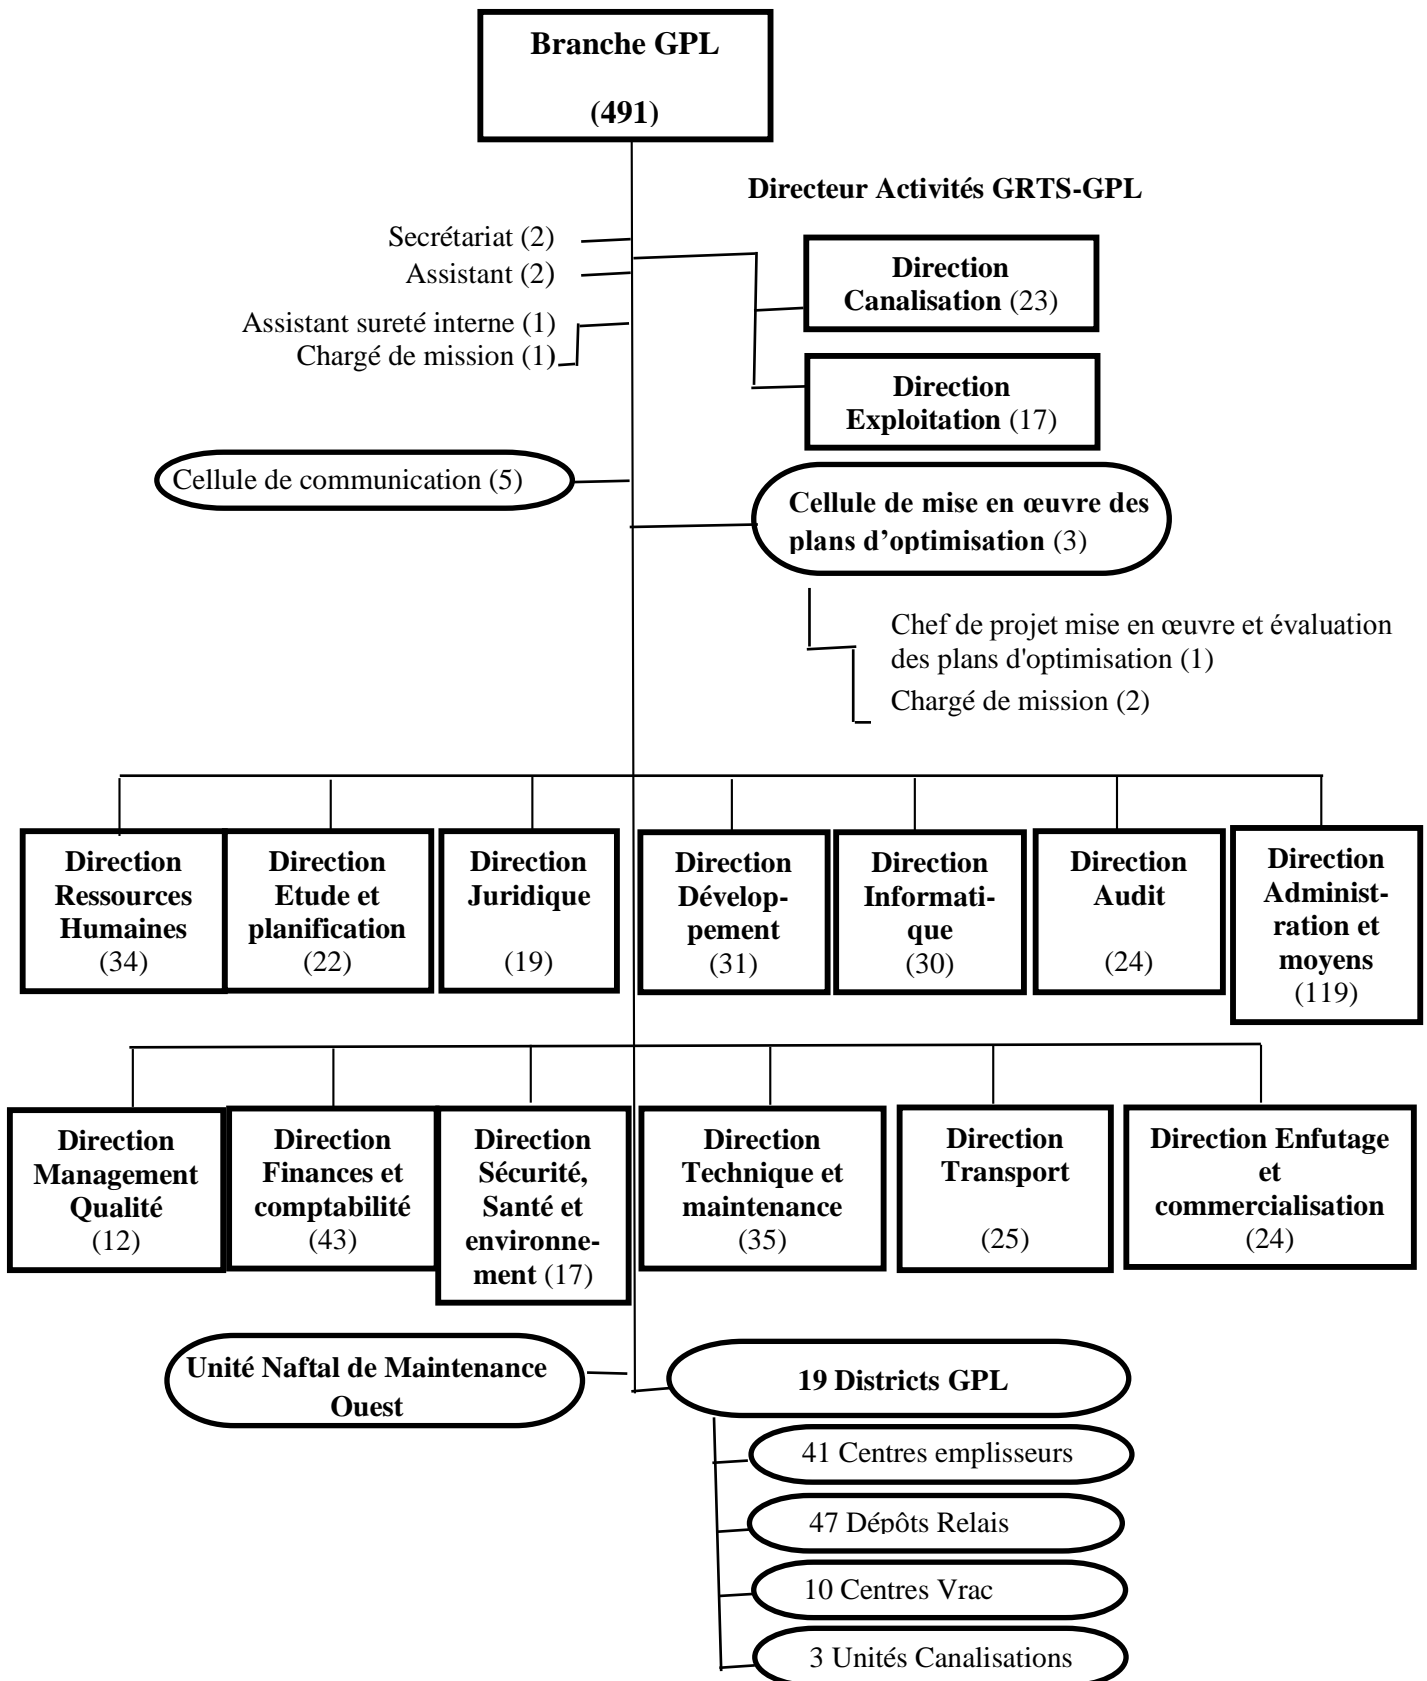 Branche GPL
(491)
Directeur Activités GRTS-GPL
Secrétariat (2)
Assistant (2)
Assistant sureté interne (1)
Chargé de mission (1)
Direction
Canalisation (23)
Direction
Exploitation (17)
Cellule de communication (5)
Cellule de mise en œuvre des
plans d’optimisation (3)
Chef de projet mise en œuvre et évaluation
des plans d'optimisation (1)
Chargé de mission (2)
Direction
Ressources
Humaines
(34)
Direction
Etude et
planification
(22)
Direction
Juridique
(19)
Direction
Dévelop-
pement
(31)
Direction
Informati-
que
(30)
Direction
Audit
(24)
Direction
Administ-
ration et
moyens
(119)
Direction
Management
Qualité
(12)
Direction
Finances et
comptabilité
(43)
Direction
Sécurité,
Santé et
environne-
ment (17)
Direction
Technique et
maintenance
(35)
Direction
Transport
(25)
Direction Enfutage
et
commercialisation
(24)
Unité Naftal de Maintenance
Ouest
19 Districts GPL
41 Centres emplisseurs
47 Dépôts Relais
10 Centres Vrac
3 Unités Canalisations